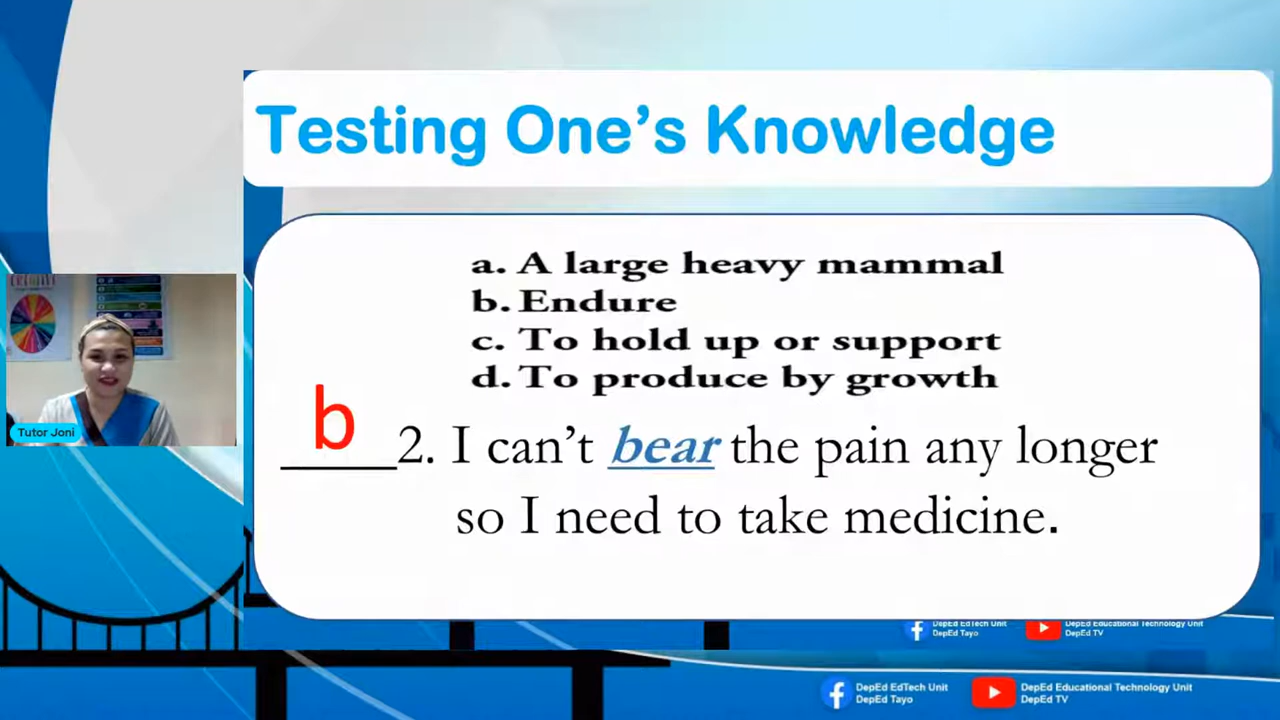 Testing One's Knowledge
a. A large heavy mammal
b. Endure
c. To hold up or support
d. To produce by growth
b
____2. I can't bear the pain any longer
so I need to take medicine.
Tutor Joni
DepEd EdTech Unit
DepEd Tayo
DepEd Educational Technology Unit
DepEd TV
DepEd EdTech Unit
DepEd Tayo
DepEd Educational Technology Unit
DepEd TV